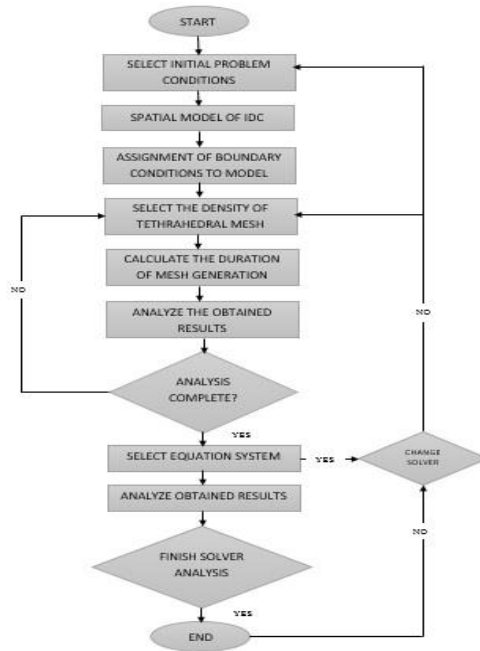 START
SELECT INITIAL PROBLEM
CONDITIONS
SPATIAL MODEL OF IDC
ASSIGNMENT OF BOUNDARY
CONDITIONS TO MODEL
SELECT THE DENSITY OF
TETHRAHEDRAL MESH
CALCULATE THE DURATION
OF MESH GENERATION
NO
ANALYZE THE OBTAINED
RESULTS
NO
ANALYSIS
COMPLETE?
YES
SELECT EQUATION SYSTEM
YES
CHANGE
SOLVER
ANALYZE OBTAINED RESULTS
NO
FINISH SOLVER
ANALYSIS
YES
END